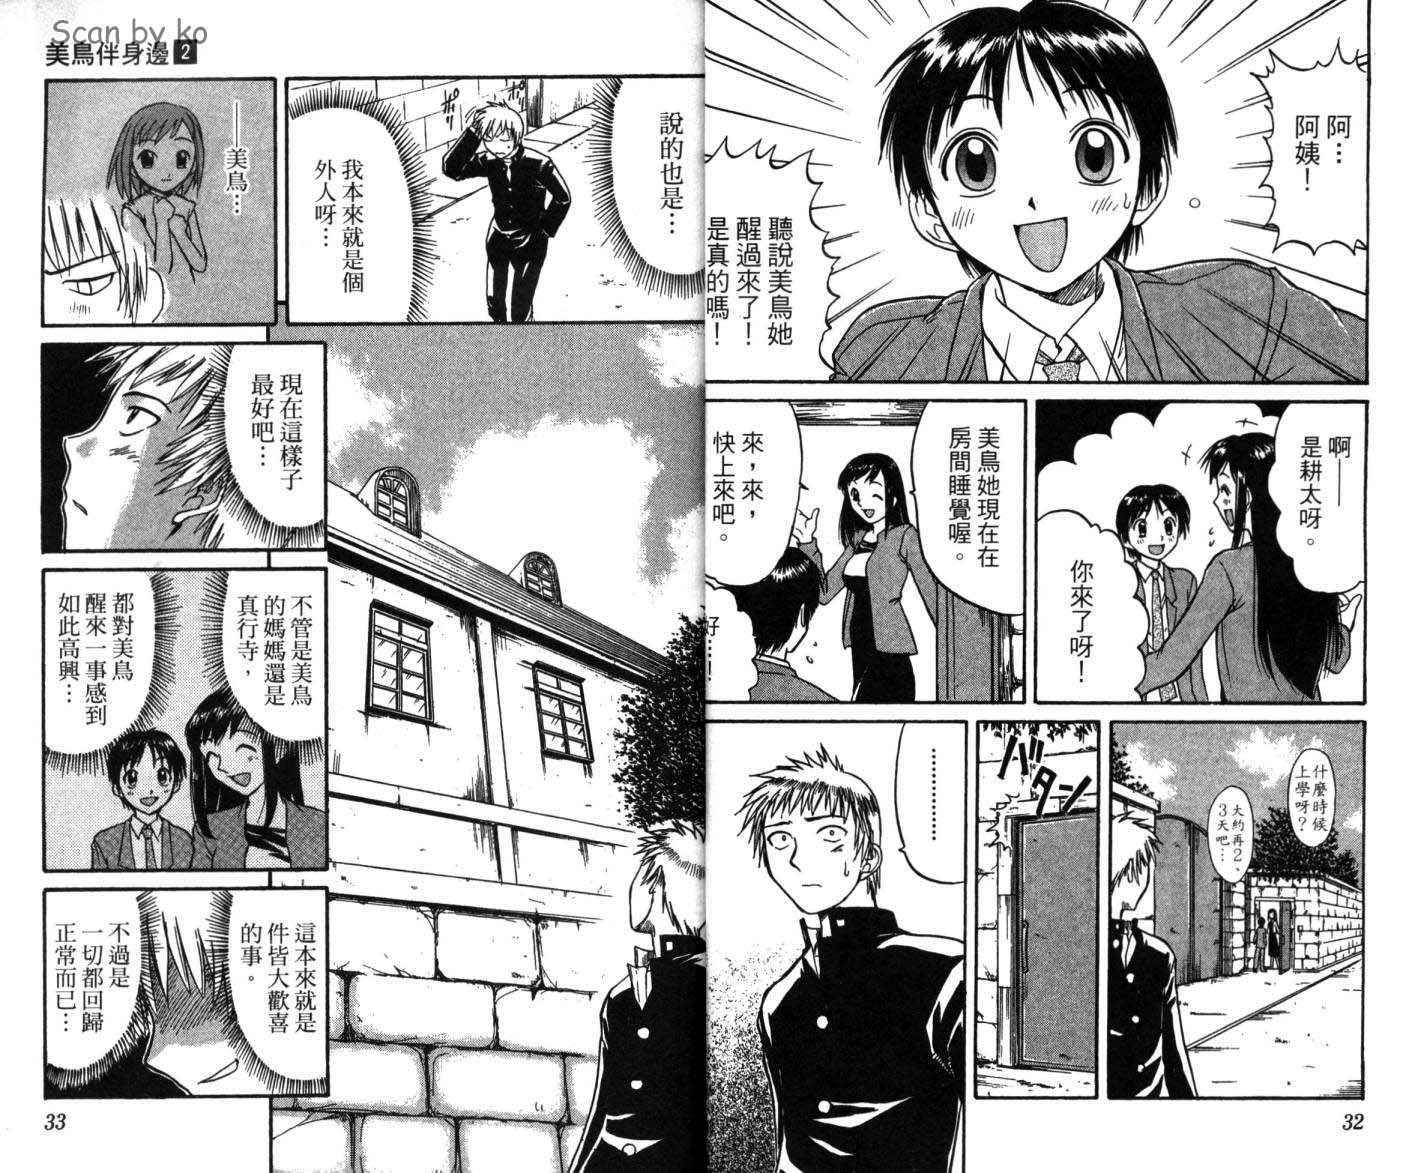 Scan by ko
美鳥伴身邊2
阿…
阿姨！
聽說美鳥她
醒過來了！
是真的嗎！
啊——
是耕太呀。
你來了呀！
美鳥她現在在
房間睡覺喔。
來，來，
快上來吧。
好…！
什麼時候
上學呀？
大約再2、
3天吧…
バタン
…………
說的也是…
ポリ
ポリ
我本來就是個
外人呀…
——美鳥…
現在這樣子
最好吧…
不管是美鳥
的媽媽還是
真行寺，
都對美鳥
醒來一事感到
如此高興…
這本來就是
件皆大歡喜
的事。
不過是
一切都回歸
正常而已…
33
32